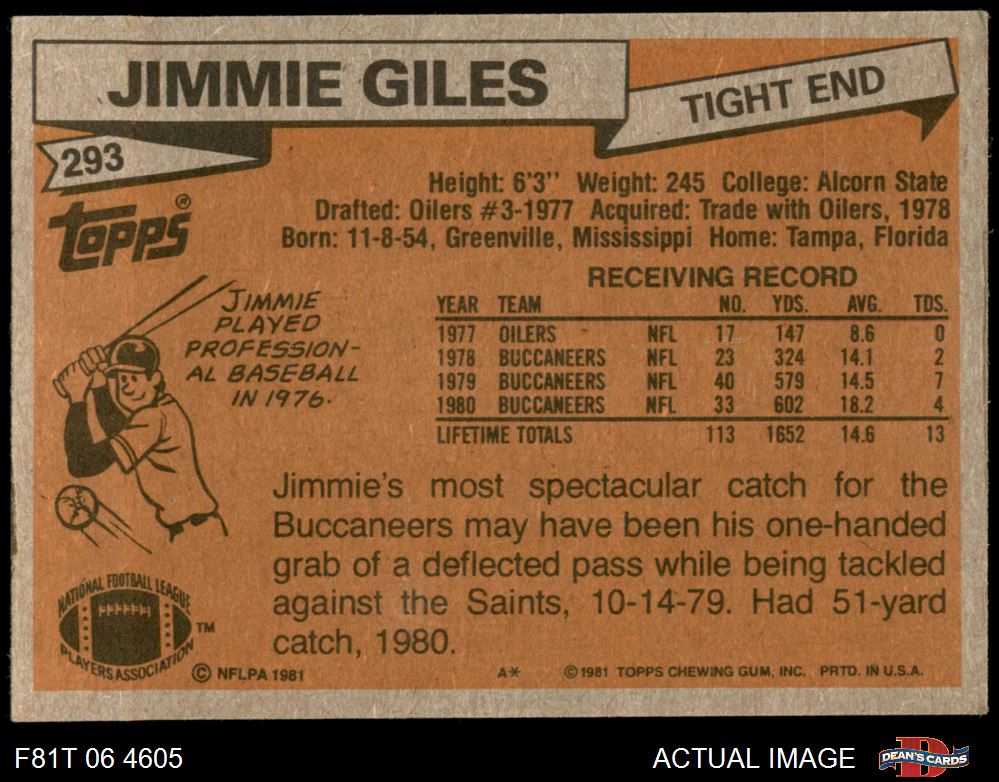 JIMMIE GILES
TIGHT END
293
TOPPS®
Height: 6'3'' Weight: 245 College: Alcorn State
Drafted: Oilers #3-1977 Acquired: Trade with Oilers, 1978
Born: 11-8-54, Greenville, Mississippi Home: Tampa, Florida
JIMMIE
PLAYED
PROFESSION-
AL BASEBALL
IN 1976.
RECEIVING RECORD
YEAR TEAM NO. YDS. AVG. TDS.
1977 OILERS NFL 17 147 8.6 0
1978 BUCCANEERS NFL 23 324 14.1 2
1979 BUCCANEERS NFL 40 579 14.5 7
1980 BUCCANEERS NFL 33 602 18.2 4
LIFETIME TOTALS 113 1652 14.6 13
Jimmie's most spectacular catch for the
Buccaneers may have been his one-handed
grab of a deflected pass while being tackled
against the Saints, 10-14-79. Had 51-yard
catch, 1980.
NATIONAL FOOTBALL LEAGUE
PLAYERS ASSOCIATION
TM
© NFLPA 1981
A* ©1981 TOPPS CHEWING GUM, INC. PRTD. IN U.S.A.
F81T 06 4605
ACTUAL IMAGE
D
DEAN'S CARDS